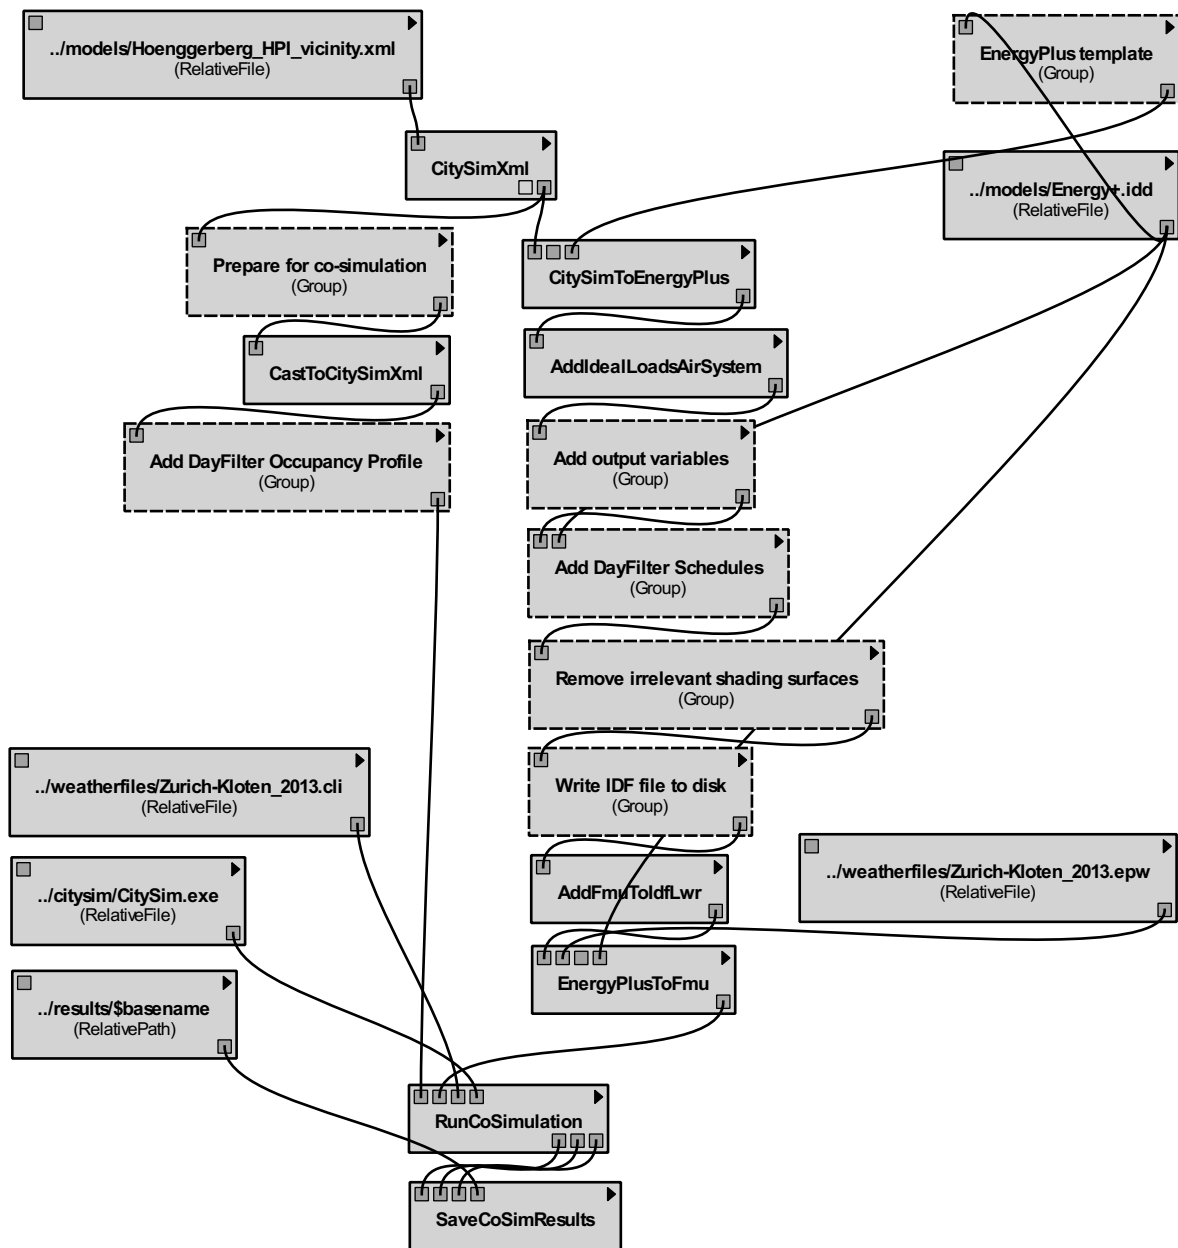 ../models/Hoenggerberg_HPI_vicinity.xml
(RelativeFile)
EnergyPlus template
(Group)
CitySimXml
../models/Energy+.idd
(RelativeFile)
Prepare for co-simulation
(Group)
CitySimToEnergyPlus
CastToCitySimXml
AddIdealLoadsAirSystem
Add DayFilter Occupancy Profile
(Group)
Add output variables
(Group)
Add DayFilter Schedules
(Group)
Remove irrelevant shading surfaces
(Group)
../weatherfiles/Zurich-Kloten_2013.cli
(RelativeFile)
Write IDF file to disk
(Group)
../citysim/CitySim.exe
(RelativeFile)
AddFmuToIdfLwr
../weatherfiles/Zurich-Kloten_2013.epw
(RelativeFile)
../results/$basename
(RelativePath)
EnergyPlusToFmu
RunCoSimulation
SaveCoSimResults